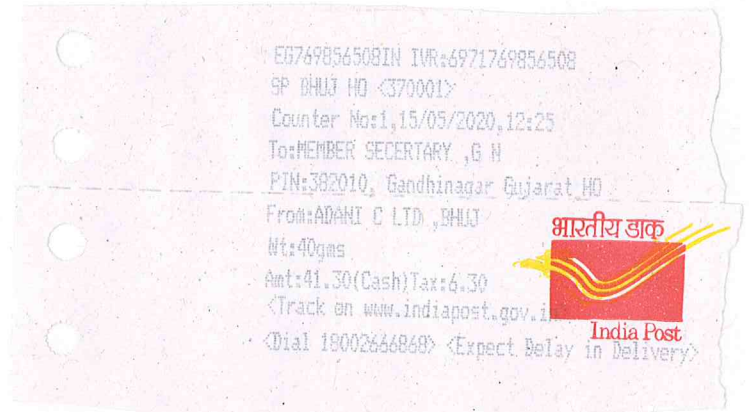 EG769856508IN IVR:6971769856508
SP BHUJ HO <370001>
Counter No:1,15/05/2020,12:25
To:MEMBER SECERTARY ,G N
PIN:382010, Gandhinagar Gujarat HO
From:ADANI C LTD ,BHUJ
Wt:40gms
Amt:41.30(Cash)Tax:6.30
<Track on www.indiapost.gov.i
<Dial 18002666868> <Expect Delay in Delivery>
भारतीय डाक
India Post